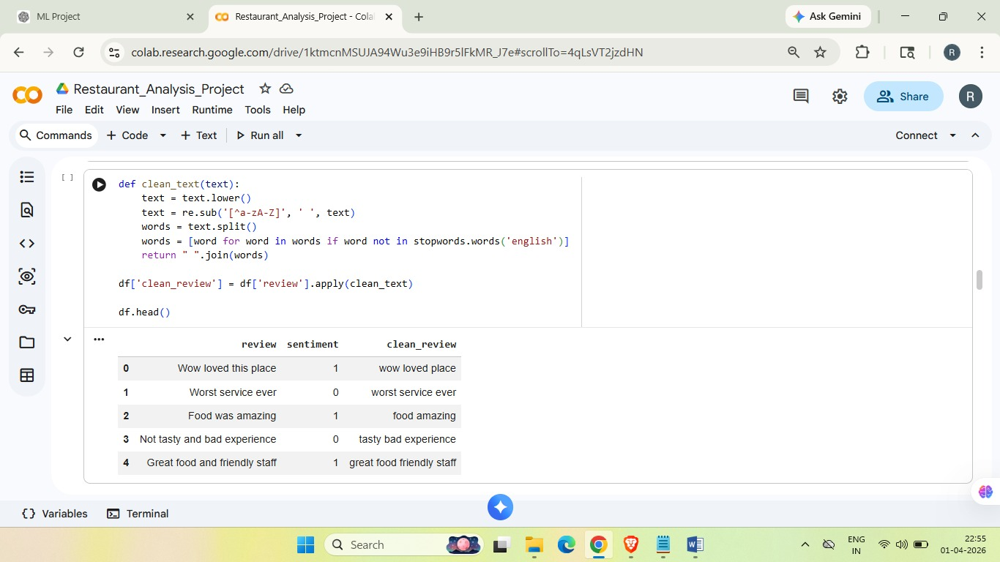 ML Project
Restaurant_Analysis_Project - Cola
Ask Gemini
colab.research.google.com/drive/1ktmcnMSUJA94Wu3e9iHB9r5lFkMR_J7e#scrollTo=4qLsVT2jzdHN
R
Restaurant_Analysis_Project
File Edit View Insert Runtime Tools Help
Share
R
Commands + Code + Text Run all
Connect
[ ]
def clean_text(text):
    text = text.lower()
    text = re.sub('[^a-zA-Z]', ' ', text)
    words = text.split()
    words = [word for word in words if word not in stopwords.words('english')]
    return " ".join(words)
df['clean_review'] = df['review'].apply(clean_text)
df.head()
review sentiment clean_review
0 Wow loved this place 1 wow loved place
1 Worst service ever 0 worst service ever
2 Food was amazing 1 food amazing
3 Not tasty and bad experience 0 tasty bad experience
4 Great food and friendly staff 1 great food friendly staff
{} Variables Terminal
Search
ENG
IN
22:55
01-04-2026